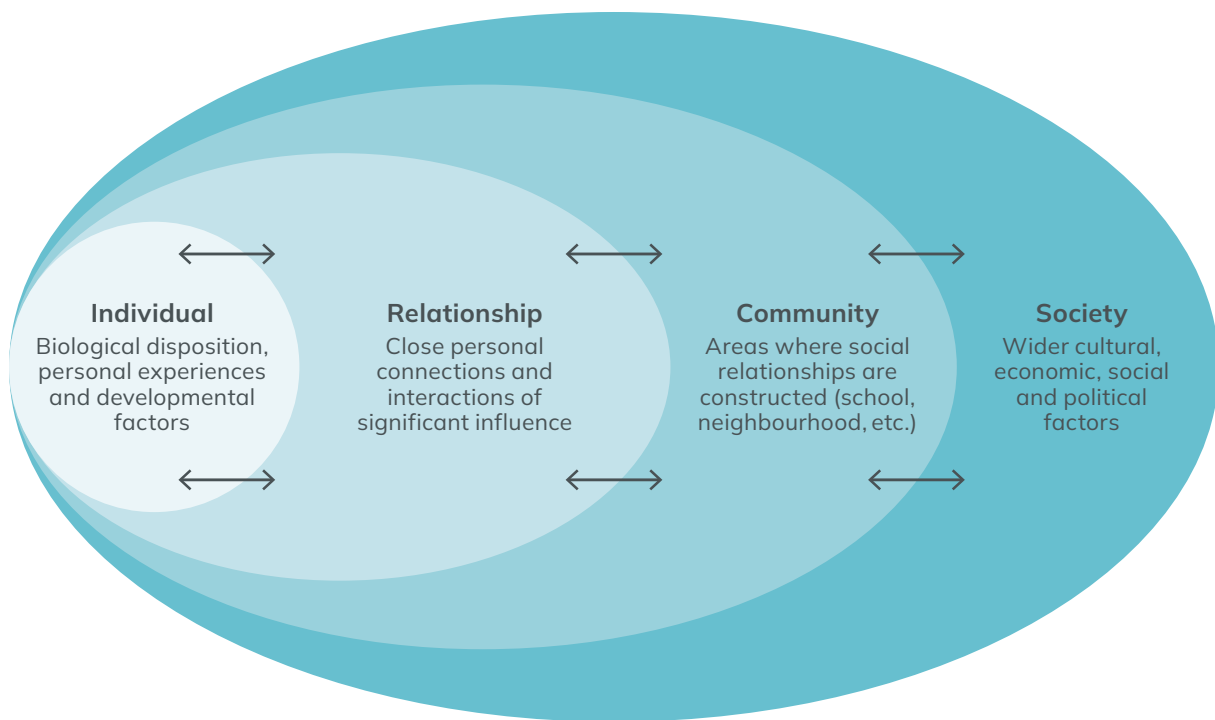 Individual
Biological disposition,
personal experiences
and developmental
factors
Relationship
Close personal
connections and
interactions of
significant influence
Community
Areas where social
relationships are
constructed (school,
neighbourhood, etc.)
Society
Wider cultural,
economic, social
and political
factors